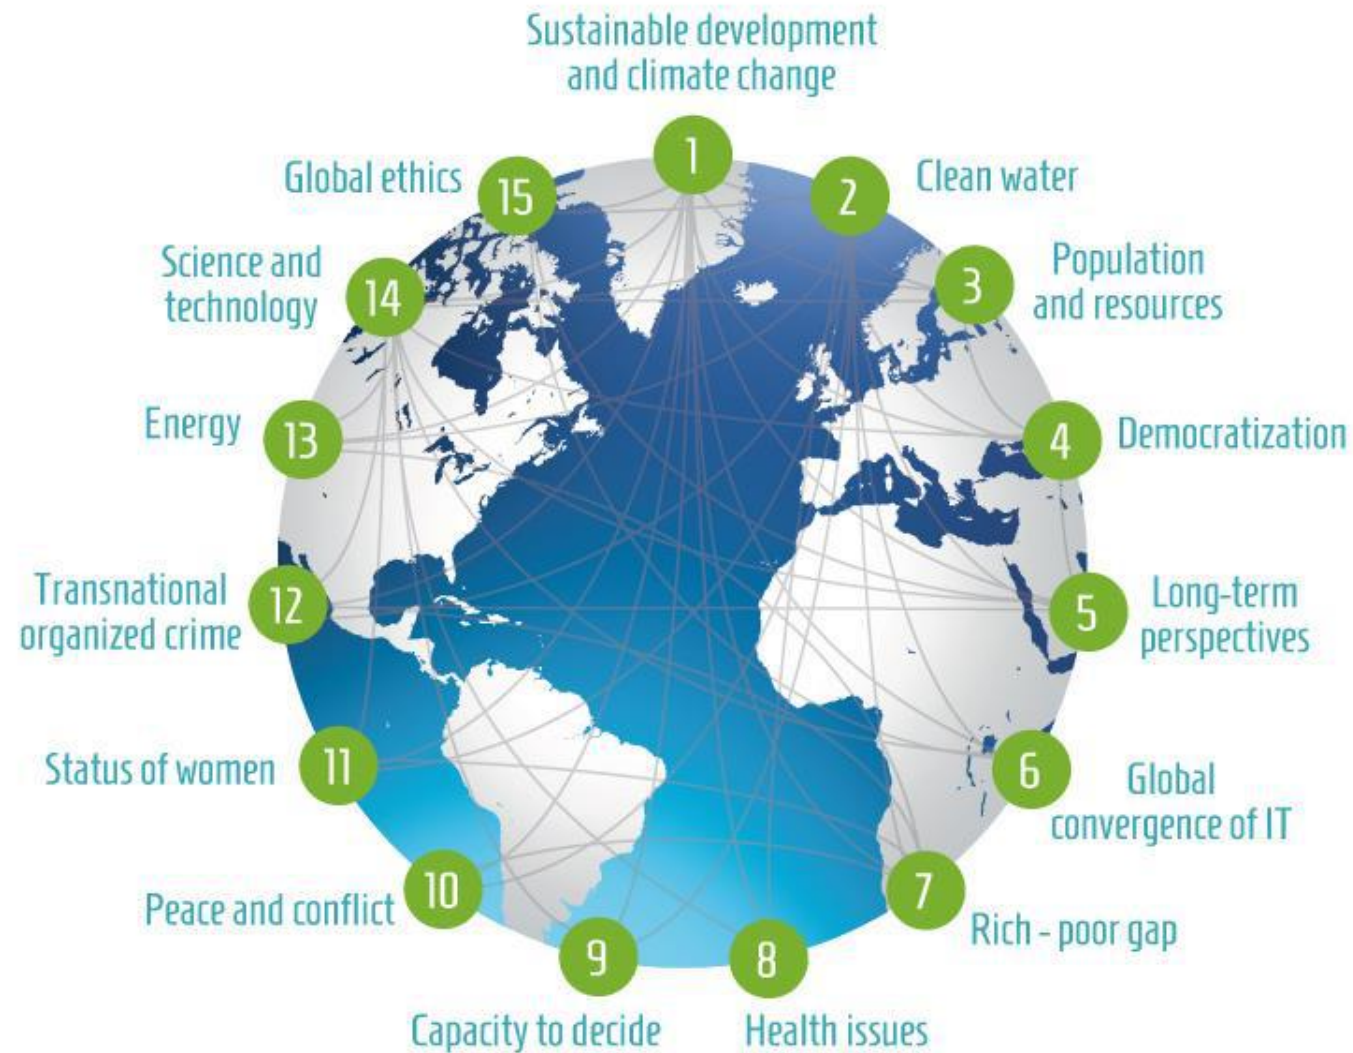 Sustainable development
and climate change
1
2
Clean water
3
Population
and resources
4
Democratization
5
Long-term
perspectives
6
Global
convergence of IT
7
Rich - poor gap
8
Health issues
9
Capacity to decide
10
Peace and conflict
11
Status of women
12
Transnational
organized crime
13
Energy
14
Science and
technology
15
Global ethics